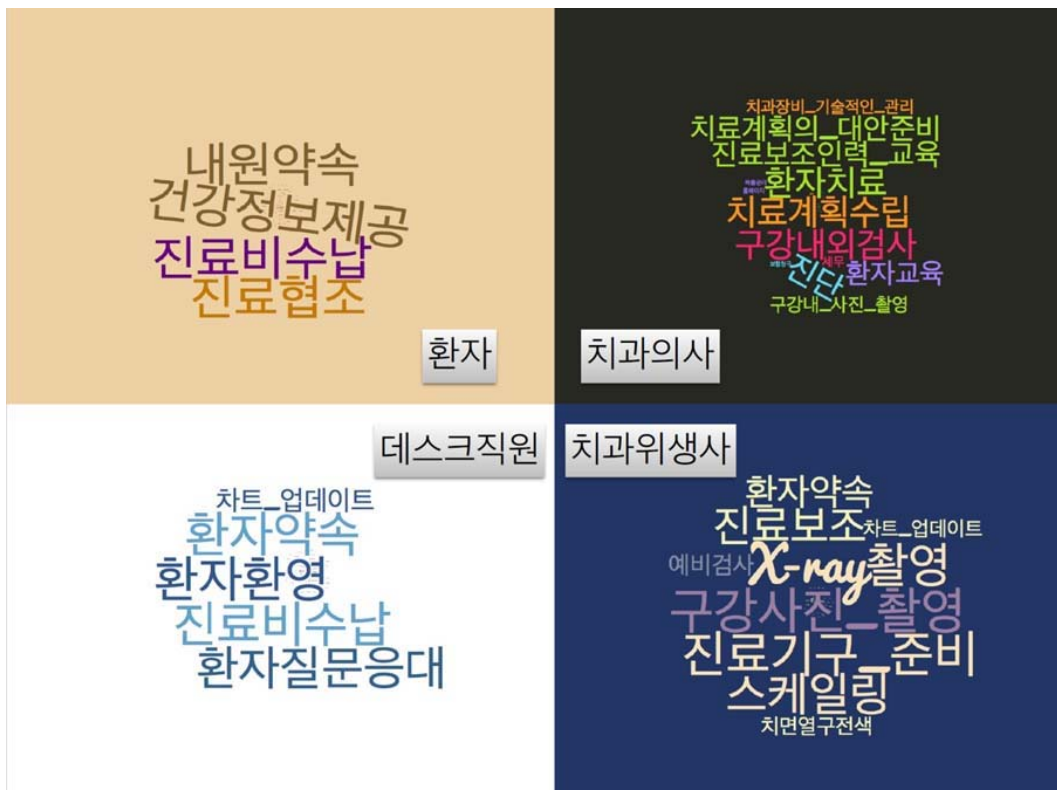 내원약속
건강정보제공
진료비수납
진료협조
환자
치과장비_기술적인_관리
치료계획의_대안준비
진료보조인력_교육
환자치료
치료계획수립
구강내외검사
세무
진단
환자교육
구강내_사진_촬영
치과의사
데스크직원
차트_업데이트
환자약속
환자환영
진료비수납
환자질문응대
치과위생사
환자약속
진료보조
차트_업데이트
예비검사
X-ray촬영
구강사진_촬영
진료기구_준비
스케일링
치면열구전색